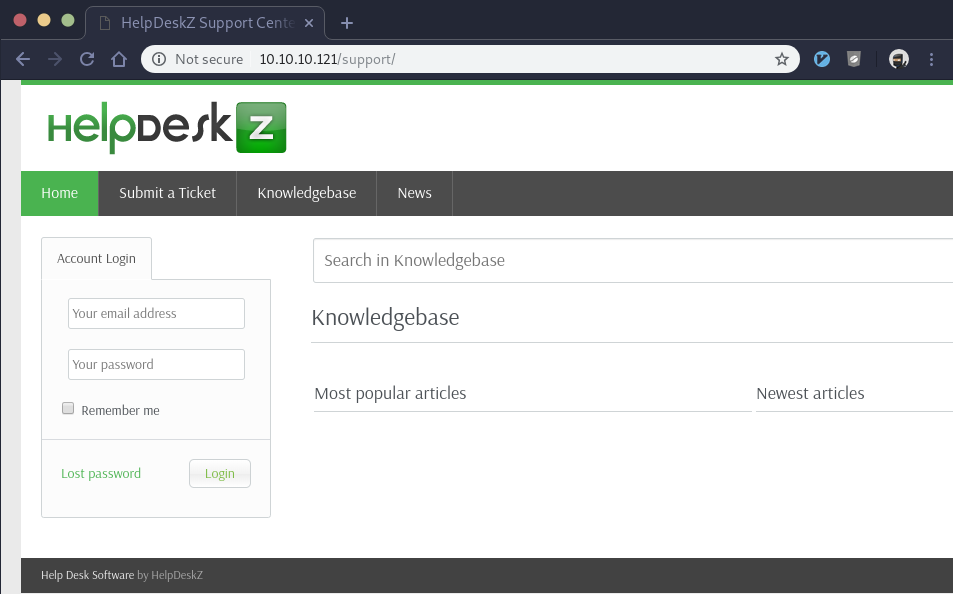 HelpDeskZ Support Cente
Not secure 10.10.10.121/support/
HelpDesk Z
Home Submit a Ticket Knowledgebase News
Account Login
Search in Knowledgebase
Your email address
Knowledgebase
Your password
Most popular articles Newest articles
Remember me
Lost password Login
Help Desk Software by HelpDeskZ